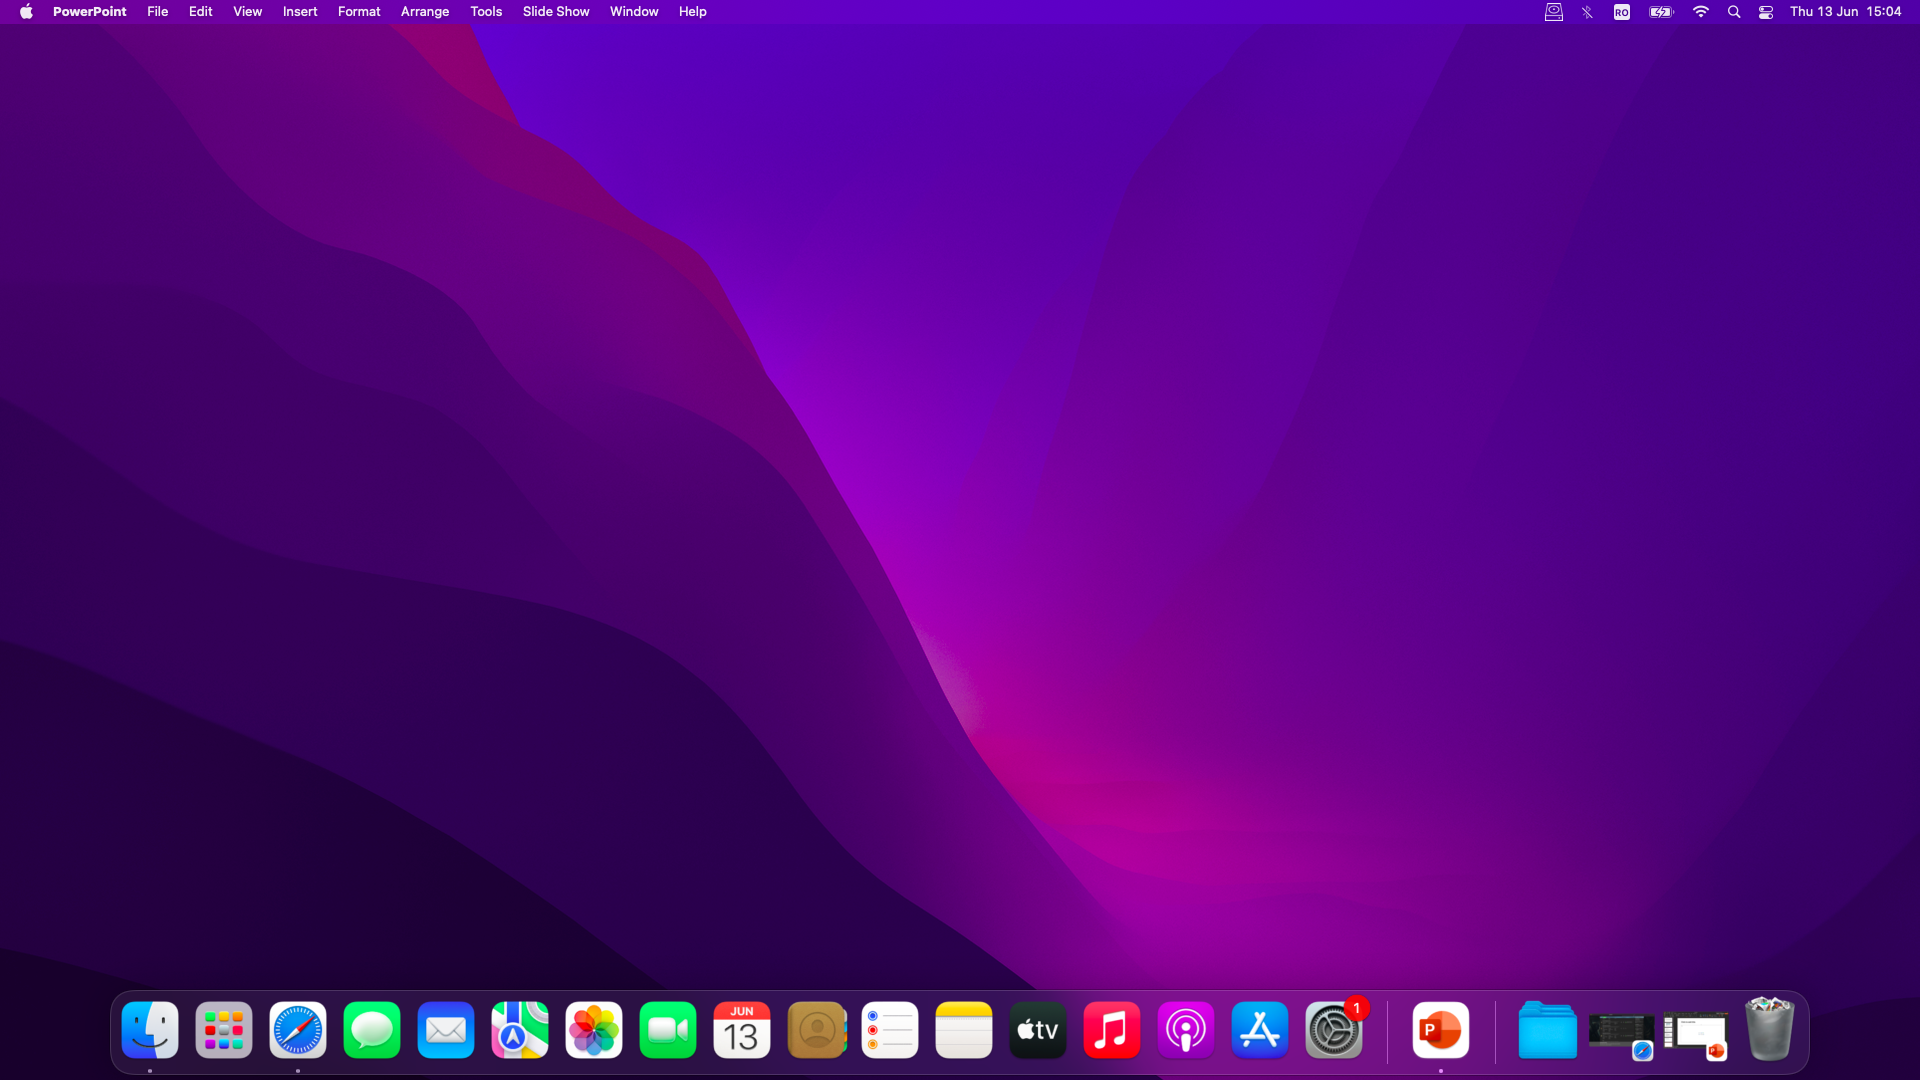 PowerPoint File Edit View Insert Format Arrange Tools Slide Show Window Help RO Thu 13 Jun 15:04
JUN
13
tv
1
P